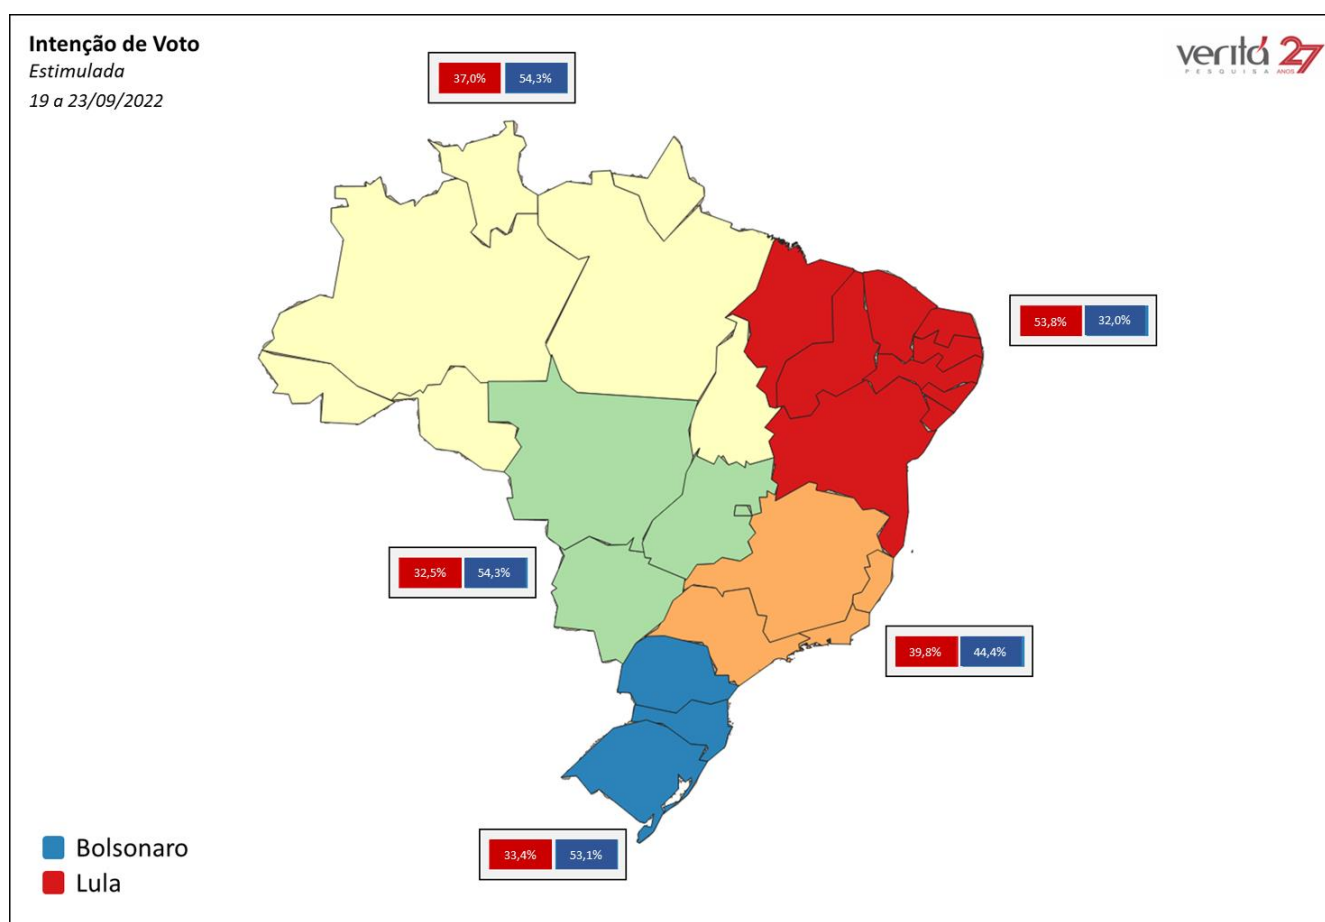 Intenção de Voto
Estimulada
19 a 23/09/2022
veritá 27
PESQUISA ANOS
37,0% 54,3%
53,8% 32,0%
32,5% 54,3%
39,8% 44,4%
33,4% 53,1%
Bolsonaro
Lula